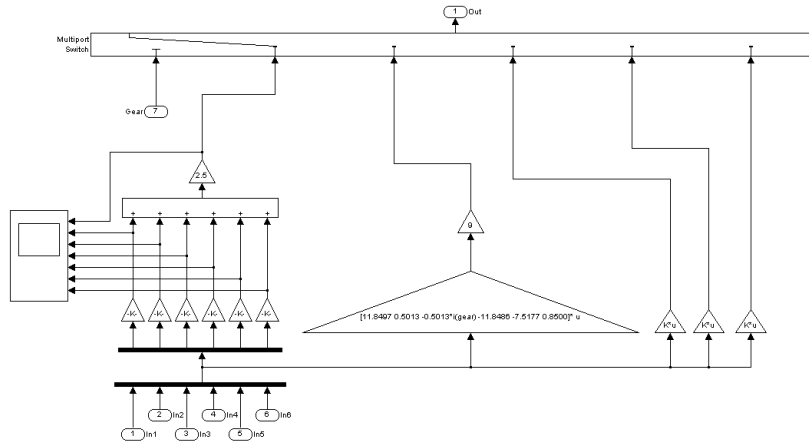 1 Out
Multiport
Switch
Gear 7
2.5
+ + + + + +
9
-K- -K- -K- -K- -K- -K-
[11.8497 0.5013 -0.5013*i(gear) -11.8486 -7.5177 0.8500]* u
K*u K*u K*u
2 In2 4 In4 6 In6
1 In1 3 In3 5 In5